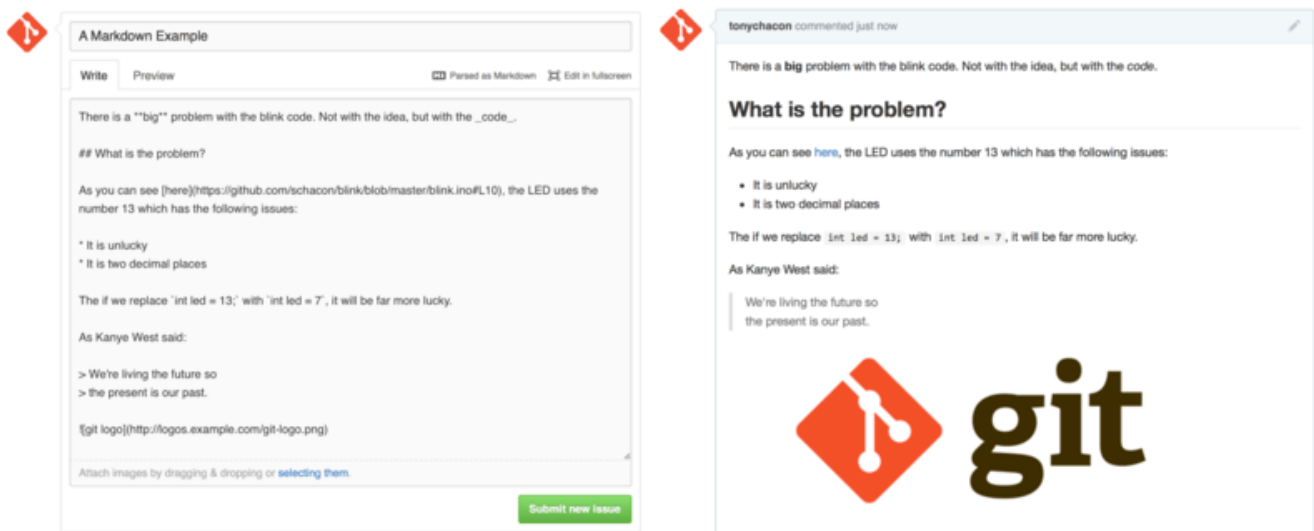 A Markdown Example
Write Preview Parsed as Markdown Edit in fullscreen
There is a **big** problem with the blink code. Not with the idea, but with the _code_.
## What is the problem?
As you can see [here](https://github.com/schacon/blink/blob/master/blink.ino#L10), the LED uses the
number 13 which has the following issues:
* It is unlucky
* It is two decimal places
The if we replace `int led = 13;` with `int led = 7`, it will be far more lucky.
As Kanye West said:
> We're living the future so
> the present is our past.
![git logo](http://logos.example.com/git-logo.png)
Attach images by dragging & dropping or selecting them.
Submit new issue
tonychacon commented just now
There is a big problem with the blink code. Not with the idea, but with the code.
What is the problem?
As you can see here, the LED uses the number 13 which has the following issues:
• It is unlucky
• It is two decimal places
The if we replace int led = 13; with int led = 7 , it will be far more lucky.
As Kanye West said:
We're living the future so
the present is our past.
git